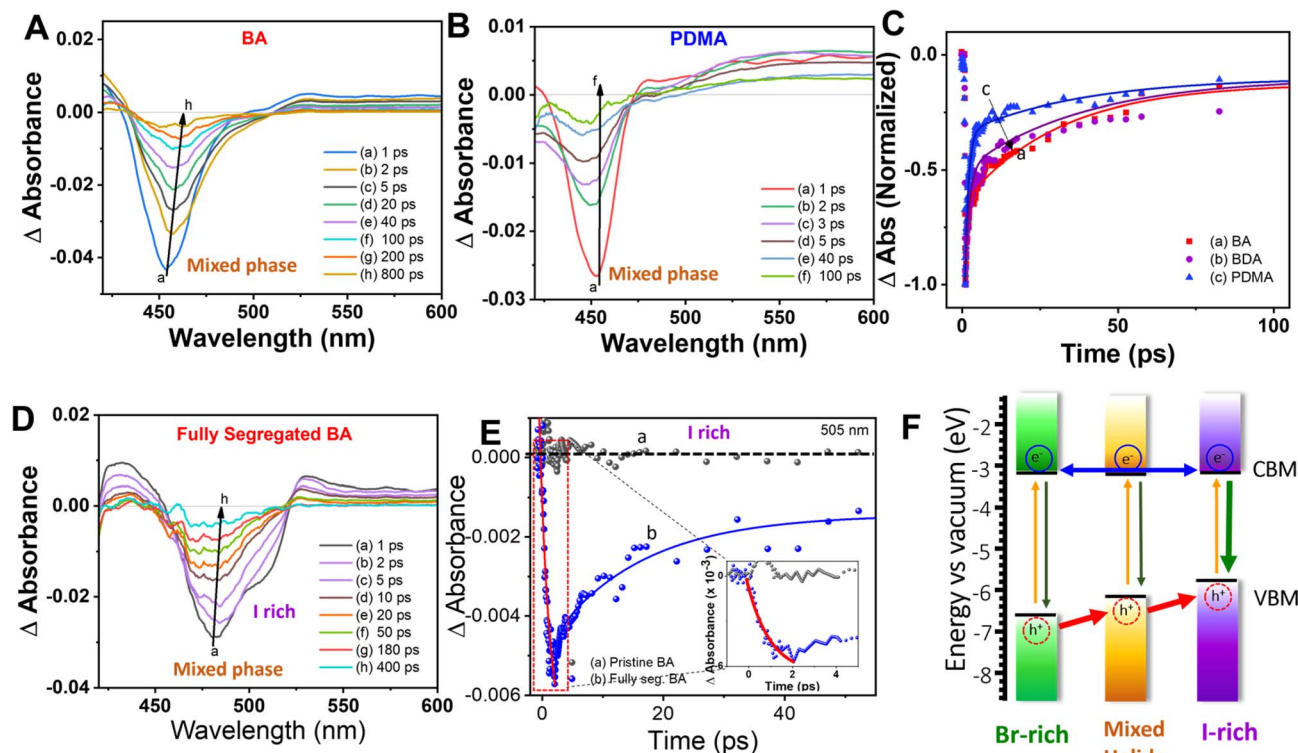 A
BA
0.02
0.00
-0.02
-0.04
Δ Absorbance
h
a
Mixed phase
(a) 1 ps
(b) 2 ps
(c) 5 ps
(d) 20 ps
(e) 40 ps
(f) 100 ps
(g) 200 ps
(h) 800 ps
450 500 550 600
Wavelength (nm)
B
PDMA
0.01
0.00
-0.01
-0.02
-0.03
Δ Absorbance
f
a
Mixed phase
(a) 1 ps
(b) 2 ps
(c) 3 ps
(d) 5 ps
(e) 40 ps
(f) 100 ps
450 500 550 600
Wavelength (nm)
C
0.0
-0.5
-1.0
Δ Abs (Normalized)
c
a
(a) BA
(b) BDA
(c) PDMA
0 50 100
Time (ps)
D
Fully Segregated BA
0.02
0.00
-0.02
-0.04
Δ Absorbance
h
a
I rich
Mixed phase
(a) 1 ps
(b) 2 ps
(c) 5 ps
(d) 10 ps
(e) 20 ps
(f) 50 ps
(g) 180 ps
(h) 400 ps
450 500 550 600
Wavelength (nm)
E
I rich
505 nm
a
b
0.000
-0.002
-0.004
-0.006
Δ Absorbance
(a) Pristine BA
(b) Fully seg. BA
Δ Absorbance (x 10-3)
0
-6
0 2 4
Time (ps)
0 20 40
Time (ps)
F
Energy vs vacuum (eV)
-2
-3
-4
-5
-6
-7
-8
e-
e-
e-
CBM
h+
h+
h+
VBM
Br-rich
Mixed
I-rich